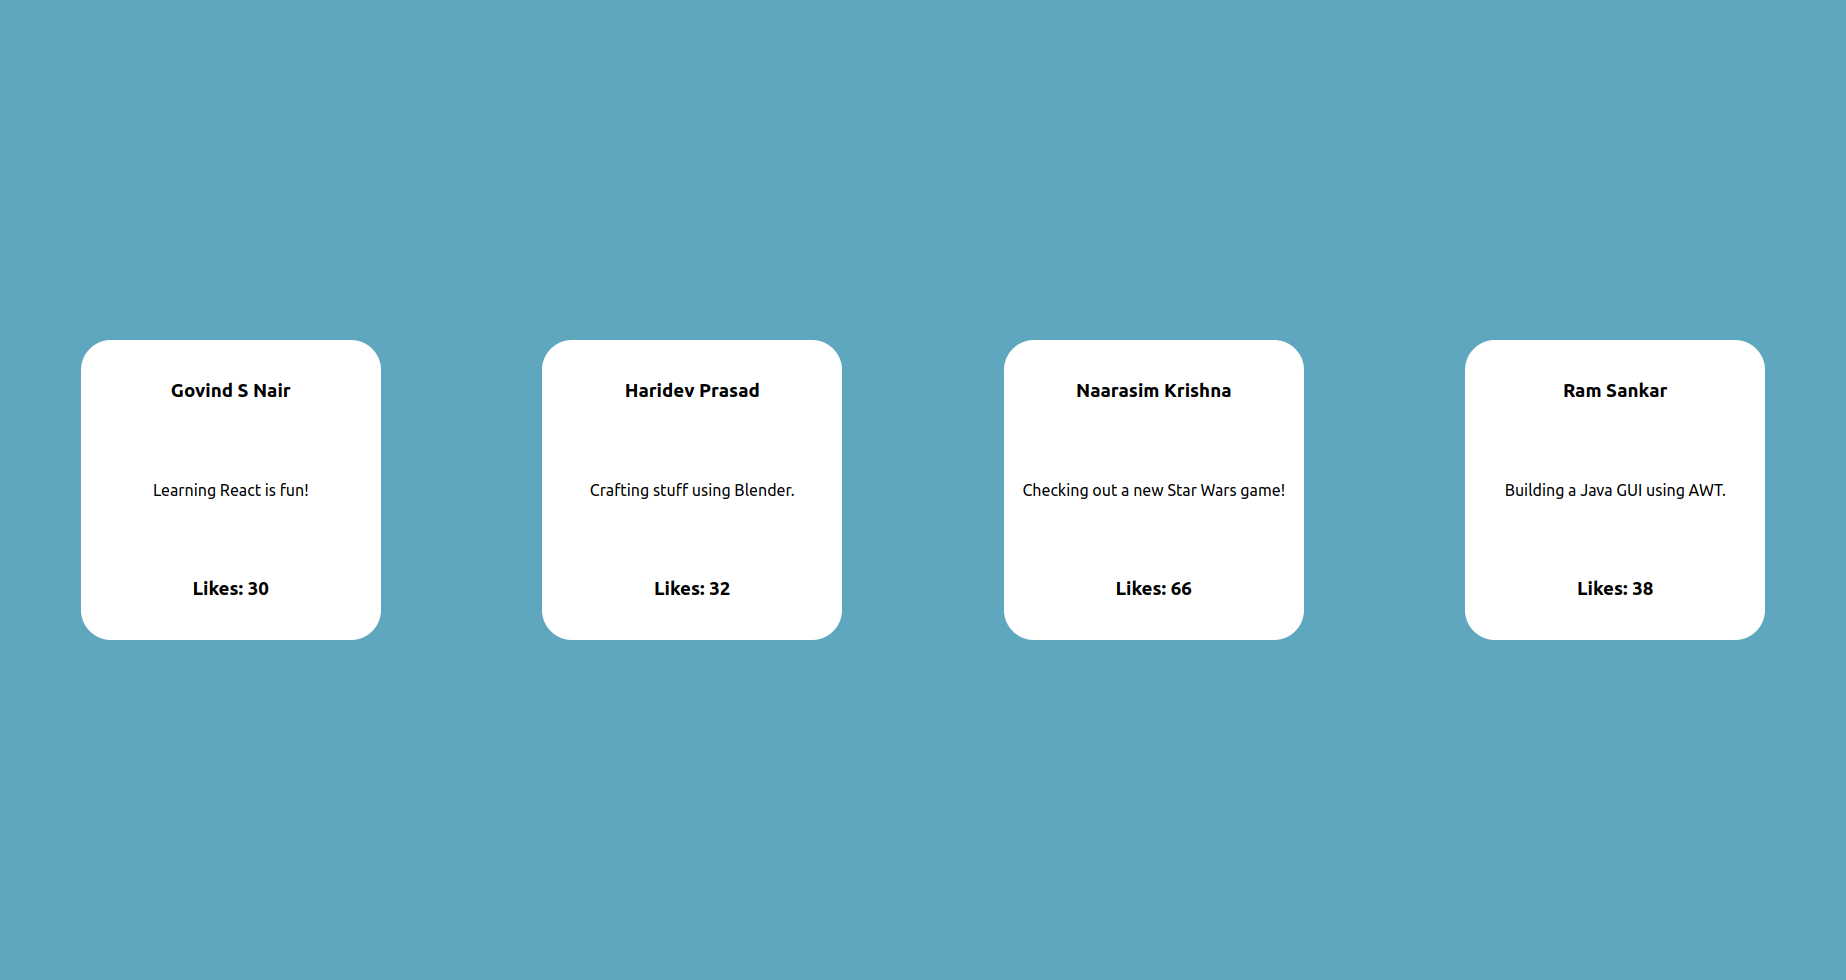 Govind S Nair
Learning React is fun!
Likes: 30
Haridev Prasad
Crafting stuff using Blender.
Likes: 32
Naarasim Krishna
Checking out a new Star Wars game!
Likes: 66
Ram Sankar
Building a Java GUI using AWT.
Likes: 38